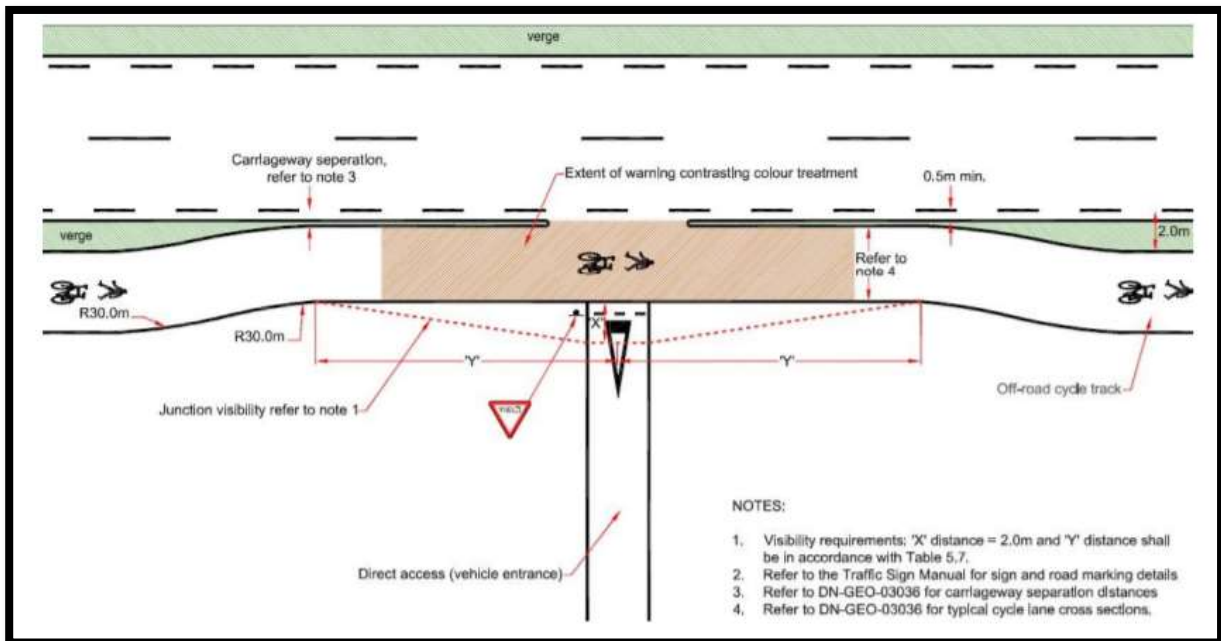 verge
Carriageway seperation,
refer to note 3
Extent of warning contrasting colour treatment
0.5m min.
verge
2.0m
Refer to
note 4
R30.0m
R30.0m
'X'
'Y'
'Y'
Off-road cycle track
Junction visibility refer to note 1
YIELD
Direct access (vehicle entrance)
NOTES:
1. Visibility requirements: 'X' distance = 2.0m and 'Y' distance shall
be in accordance with Table 5.7.
2. Refer to the Traffic Sign Manual for sign and road marking details
3. Refer to DN-GEO-03036 for carriageway separation distances
4. Refer to DN-GEO-03036 for typical cycle lane cross sections.